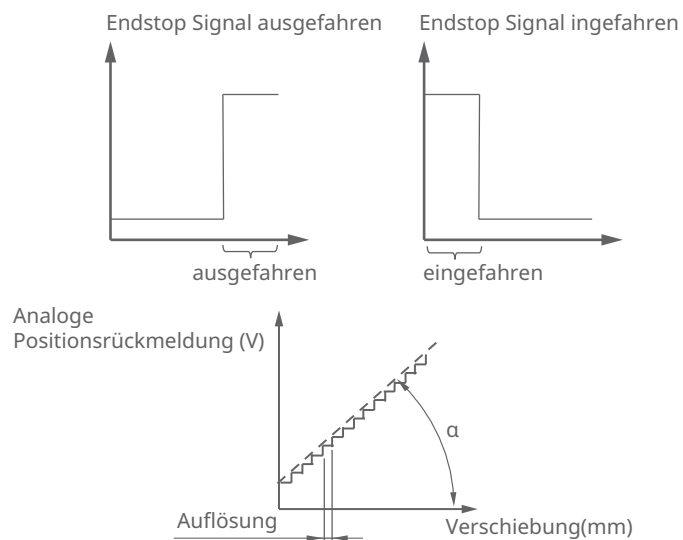 Endstop Signal ausgefahren
Endstop Signal ingefahren
ausgefahren
eingefahren
Analoge
Positionsrückmeldung (V)
α
Auflösung
Verschiebung(mm)